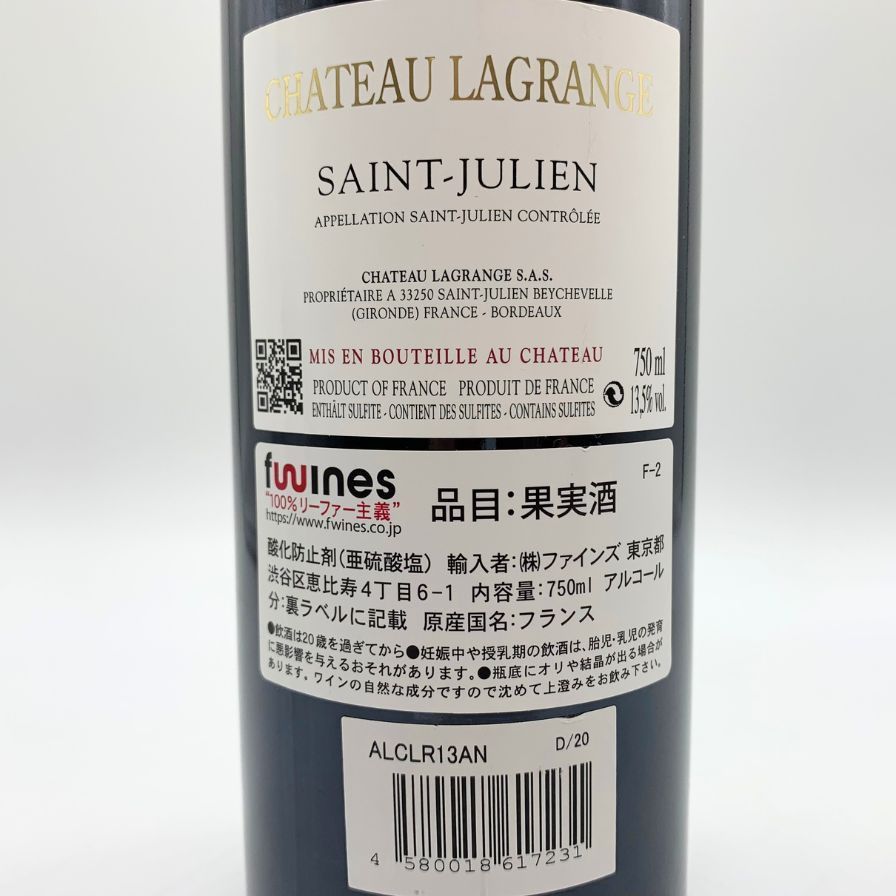 CHATEAU LAGRANGE
SAINT-JULIEN
APPELLATION SAINT-JULIEN CONTRÔLÉE
CHATEAU LAGRANGE S.A.S.
PROPRIÉTAIRE A 33250 SAINT-JULIEN BEYCHEVELLE
(GIRONDE) FRANCE - BORDEAUX
MIS EN BOUTEILLE AU CHATEAU
750 ml
PRODUCT OF FRANCE PRODUIT DE FRANCE
ENTHÄLT SULFITE - CONTIENT DES SULFITES - CONTAINS SULFITES
13,5% vol.
fwines
"100%リーファー主義"
https://www.fwines.co.jp
品目:果実酒
F-2
酸化防止剤(亜硫酸塩) 輸入者:(株)ファインズ 東京都
渋谷区恵比寿4丁目6-1 内容量:750ml アルコール
分:裏ラベルに記載 原産国名:フランス
●飲酒は20歳を過ぎてから●妊娠中や授乳期の飲酒は、胎児・乳児の発育
に悪影響を与えるおそれがあります。●瓶底にオリや結晶が出る場合が
あります。ワインの自然な成分ですので沈めて上澄みをお飲み下さい。
ALCLR13AN D/20
4 580018 617231